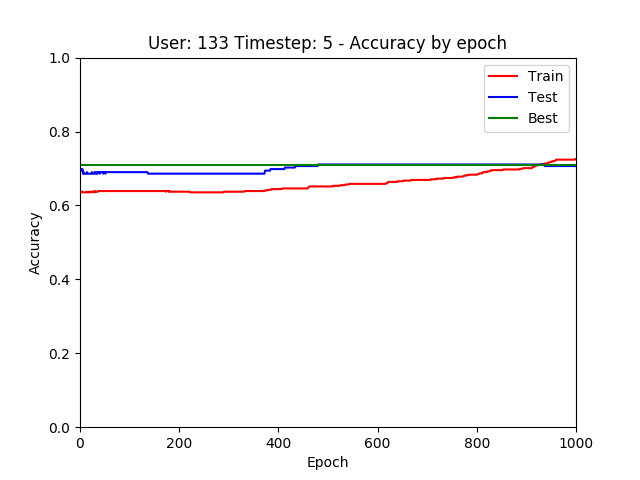 User: 133 Timestep: 5 - Accuracy by epoch
1.0
0.8
0.6
0.4
0.2
0.0
Accuracy
Train
Test
Best
0 200 400 600 800 1000
Epoch